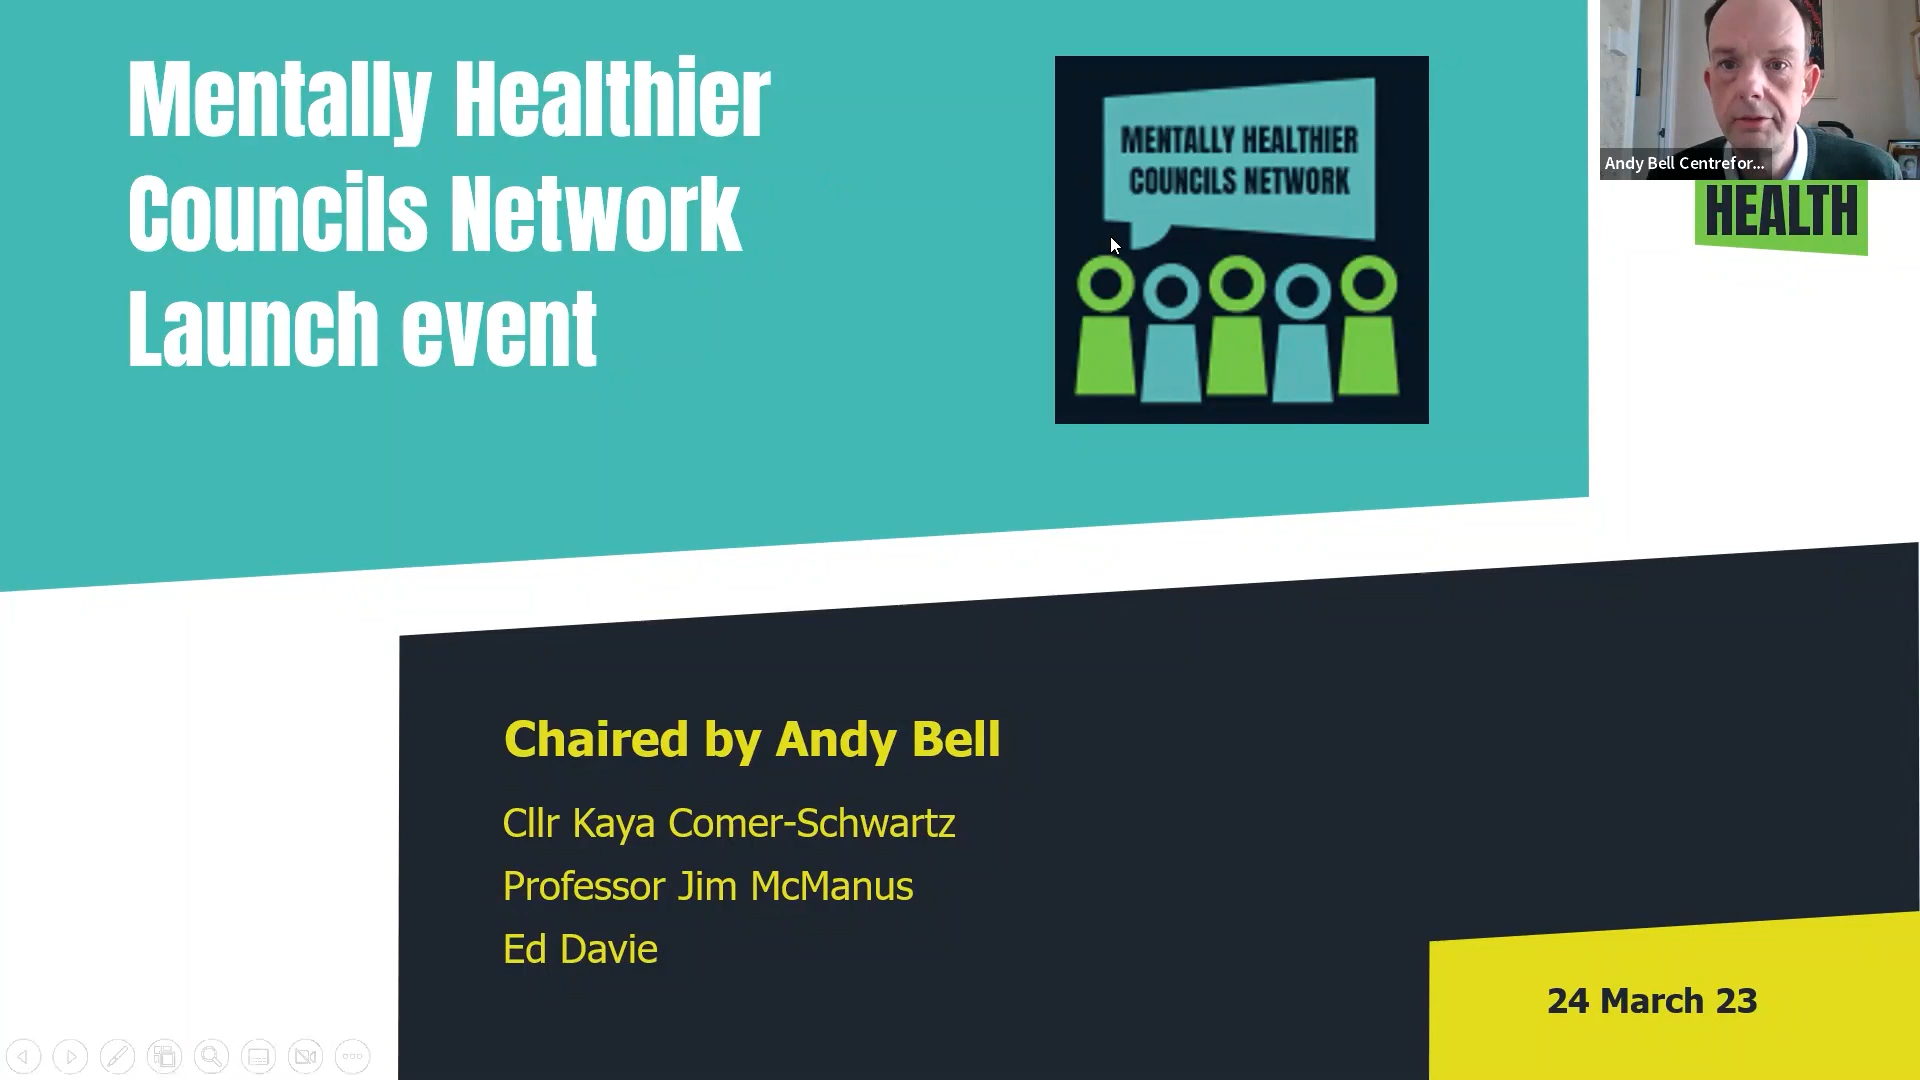 Mentally Healthier
Councils Network
Launch event
MENTALLY HEALTHIER
COUNCILS NETWORK
Andy Bell Centrefor...
HEALTH
Chaired by Andy Bell
Cllr Kaya Comer-Schwartz
Professor Jim McManus
Ed Davie
24 March 23